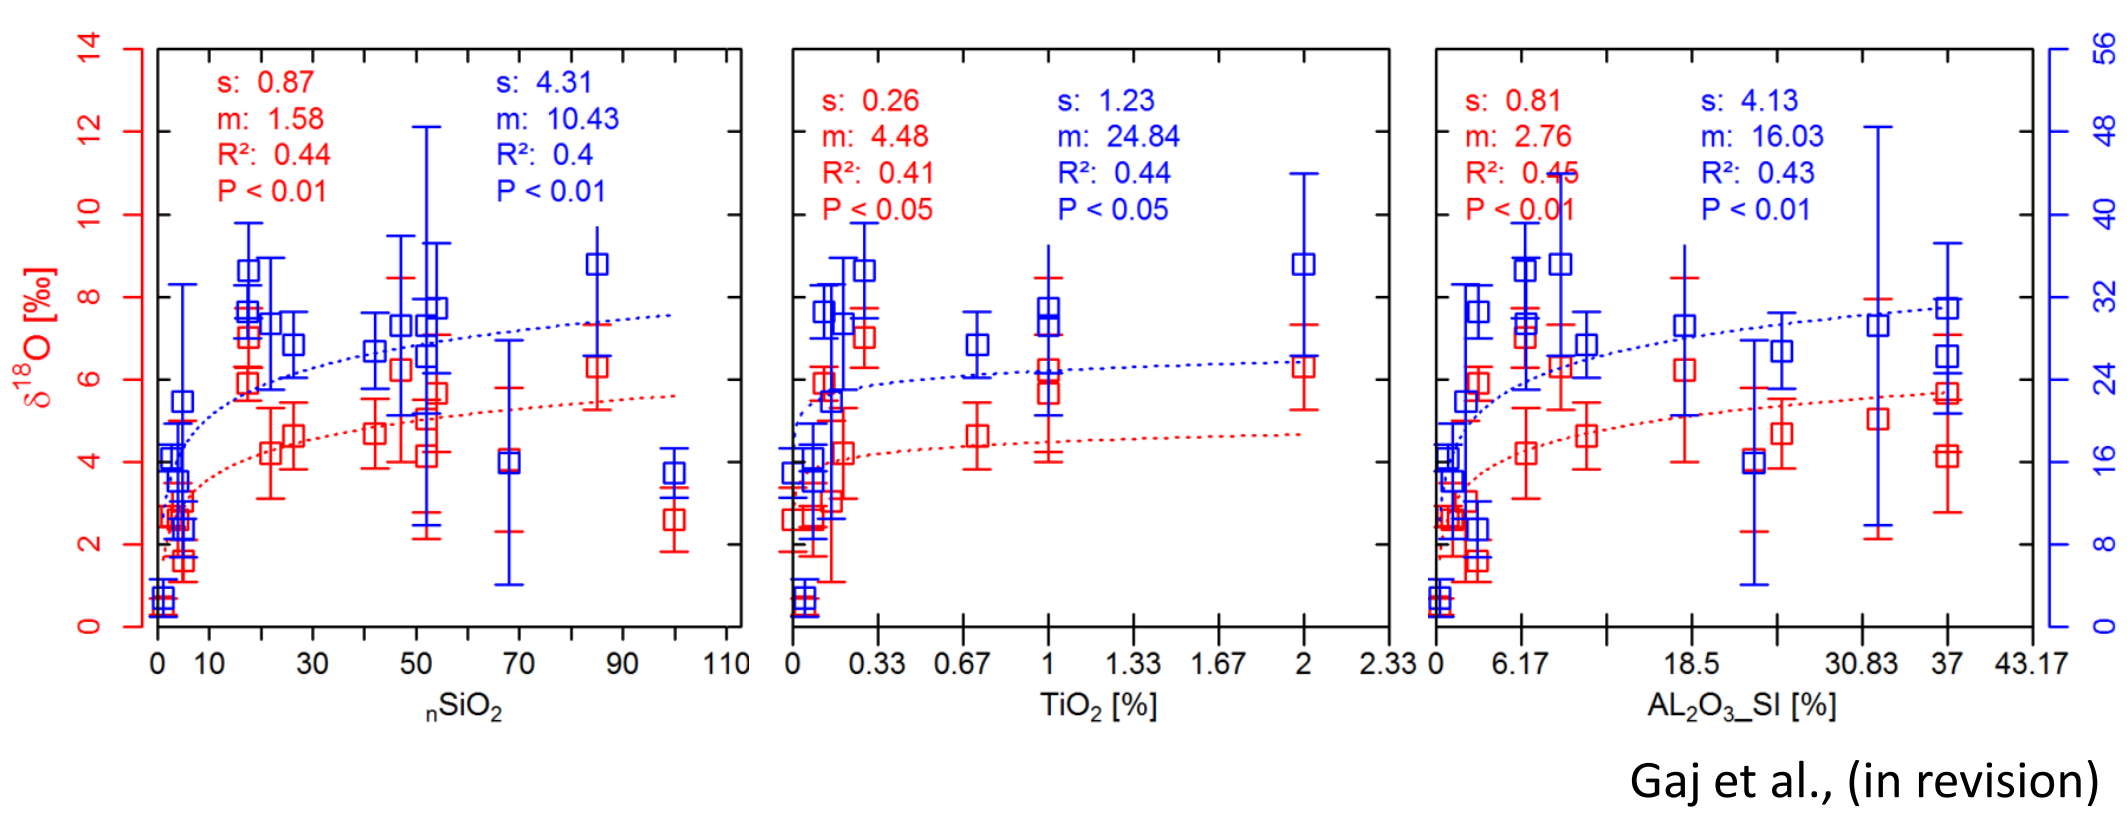 δ¹⁸O [‰]
14
12
10
8
6
4
2
0
s: 0.87
m: 1.58
R²: 0.44
P < 0.01
s: 4.31
m: 10.43
R²: 0.4
P < 0.01
0 10 30 50 70 90 110
ₙSiO₂
s: 0.26
m: 4.48
R²: 0.41
P < 0.05
s: 1.23
m: 24.84
R²: 0.44
P < 0.05
0 0.33 0.67 1 1.33 1.67 2 2.33
TiO₂ [%]
s: 0.81
m: 2.76
R²: 0.45
P < 0.01
s: 4.13
m: 16.03
R²: 0.43
P < 0.01
0 6.17 18.5 30.83 37 43.17
AL₂O₃_SI [%]
56
48
40
32
24
16
8
0
Gaj et al., (in revision)